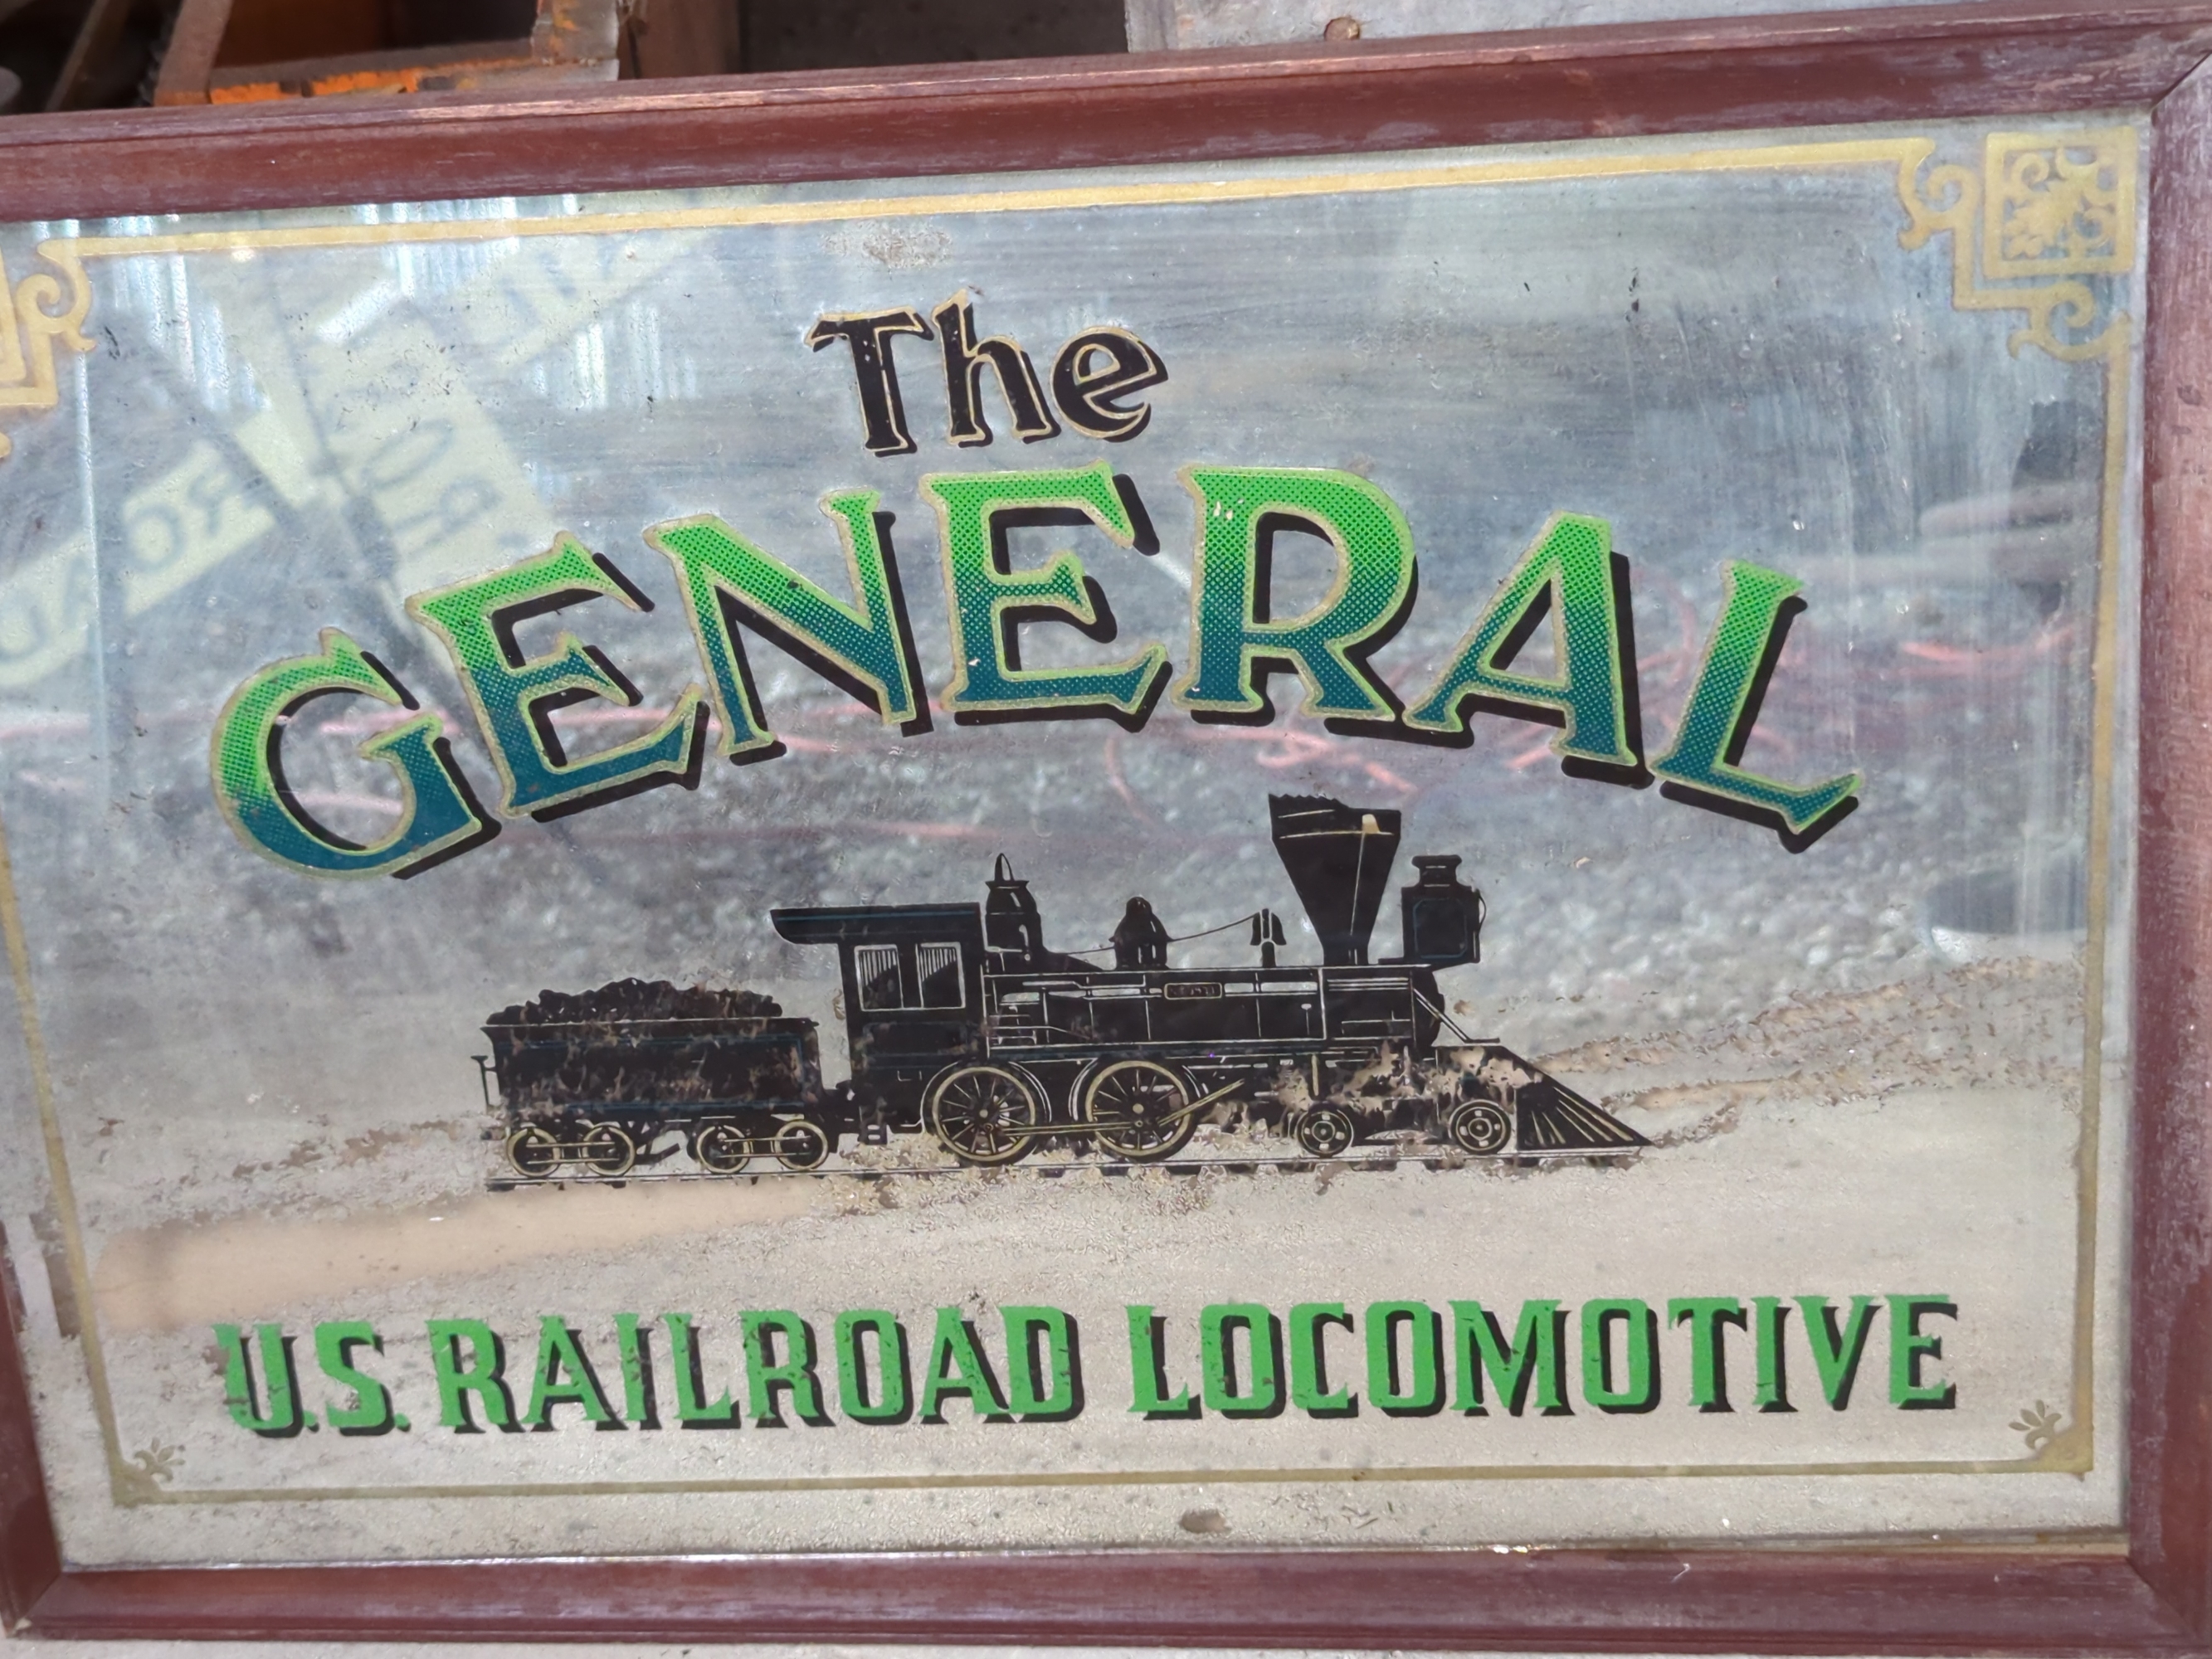 The
GENERAL
U.S. RAILROAD LOCOMOTIVE